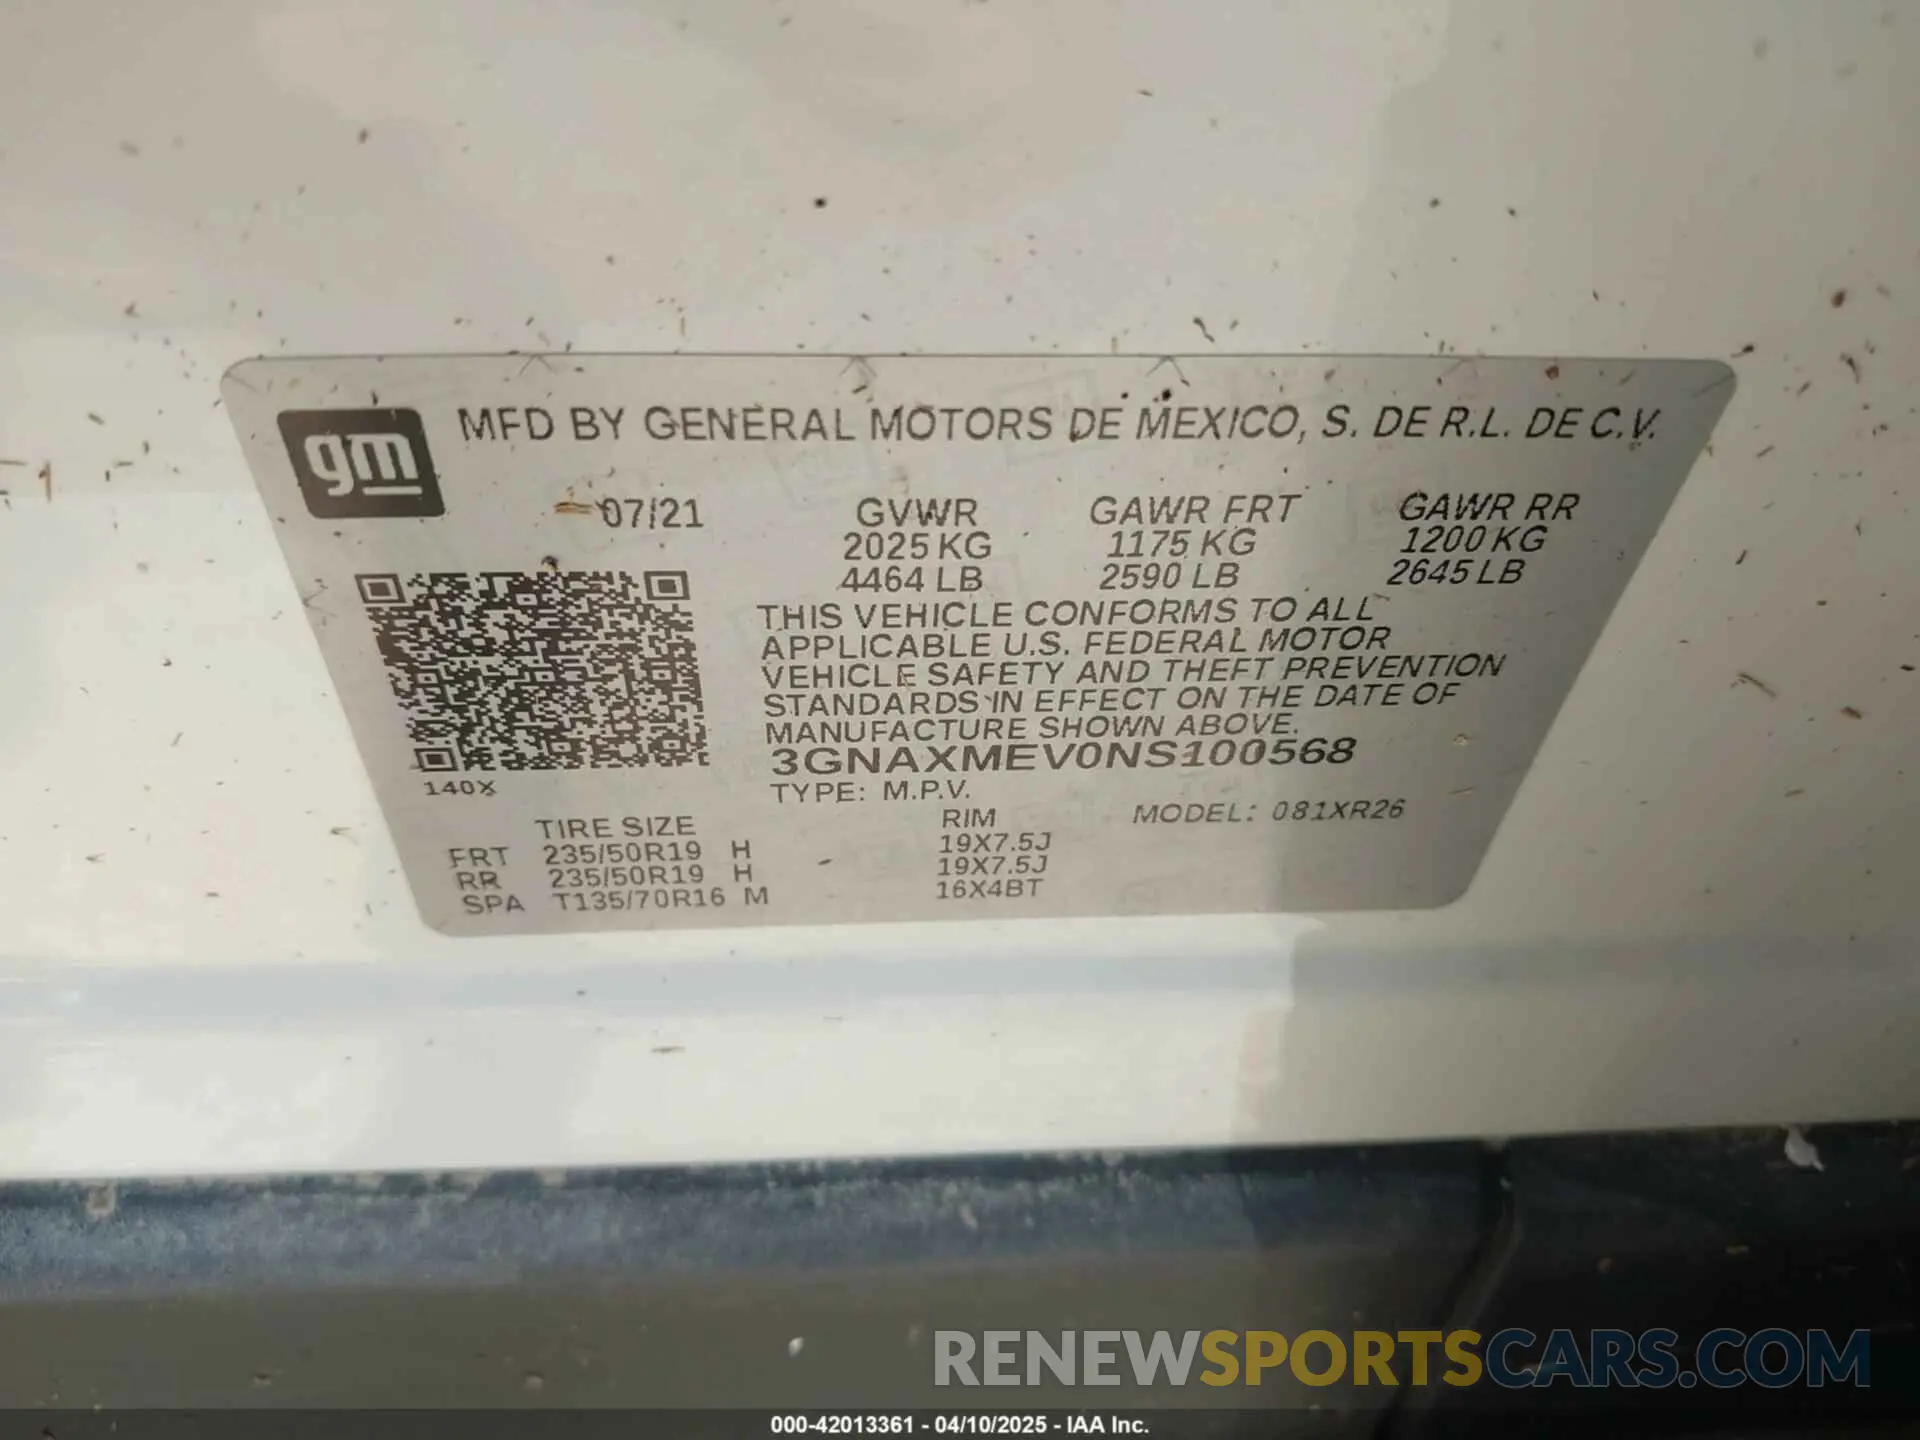 gm
MFD BY GENERAL MOTORS DE MEXICO, S. DE R.L. DE C.V.
07/21 GVWR GAWR FRT GAWR RR
2025 KG 1175 KG 1200 KG
4464 LB 2590 LB 2645 LB
THIS VEHICLE CONFORMS TO ALL
APPLICABLE U.S. FEDERAL MOTOR
VEHICLE SAFETY AND THEFT PREVENTION
STANDARDS IN EFFECT ON THE DATE OF
MANUFACTURE SHOWN ABOVE.
3GNAXMEV0NS100568
140X
TYPE: M.P.V.
TIRE SIZE RIM MODEL: 081XR26
FRT 235/50R19 H 19X7.5J
RR 235/50R19 H 19X7.5J
SPA T135/70R16 M 16X4BT
RENEWSPORTSCARS.COM
000-42013361 - 04/10/2025 - IAA Inc.